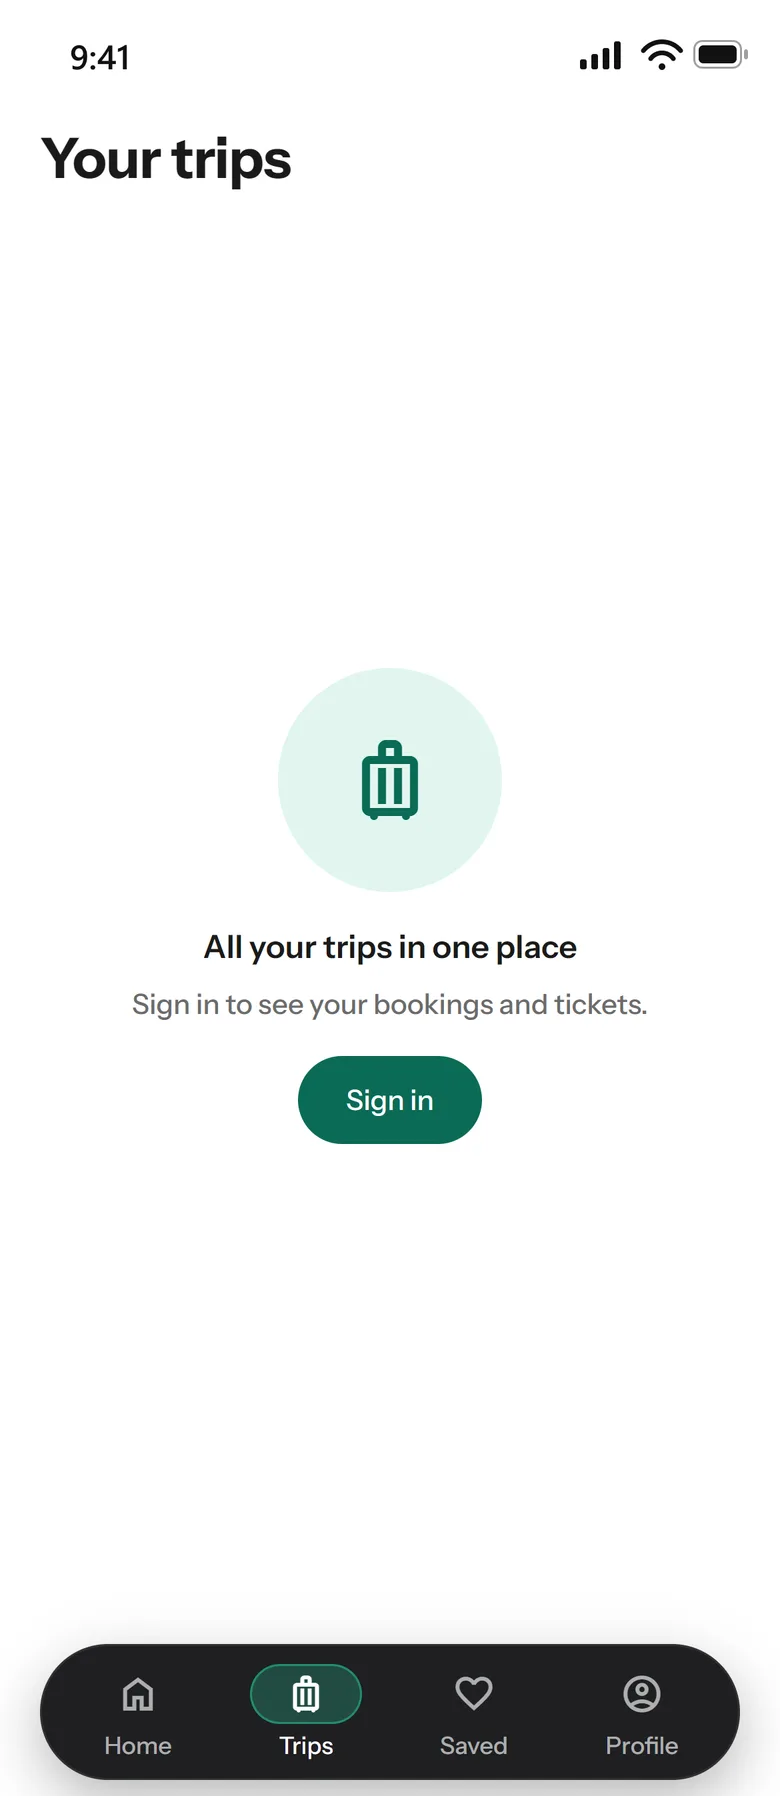 9:41
Your trips
All your trips in one place
Sign in to see your bookings and tickets.
Sign in
Home
Trips
Saved
Profile